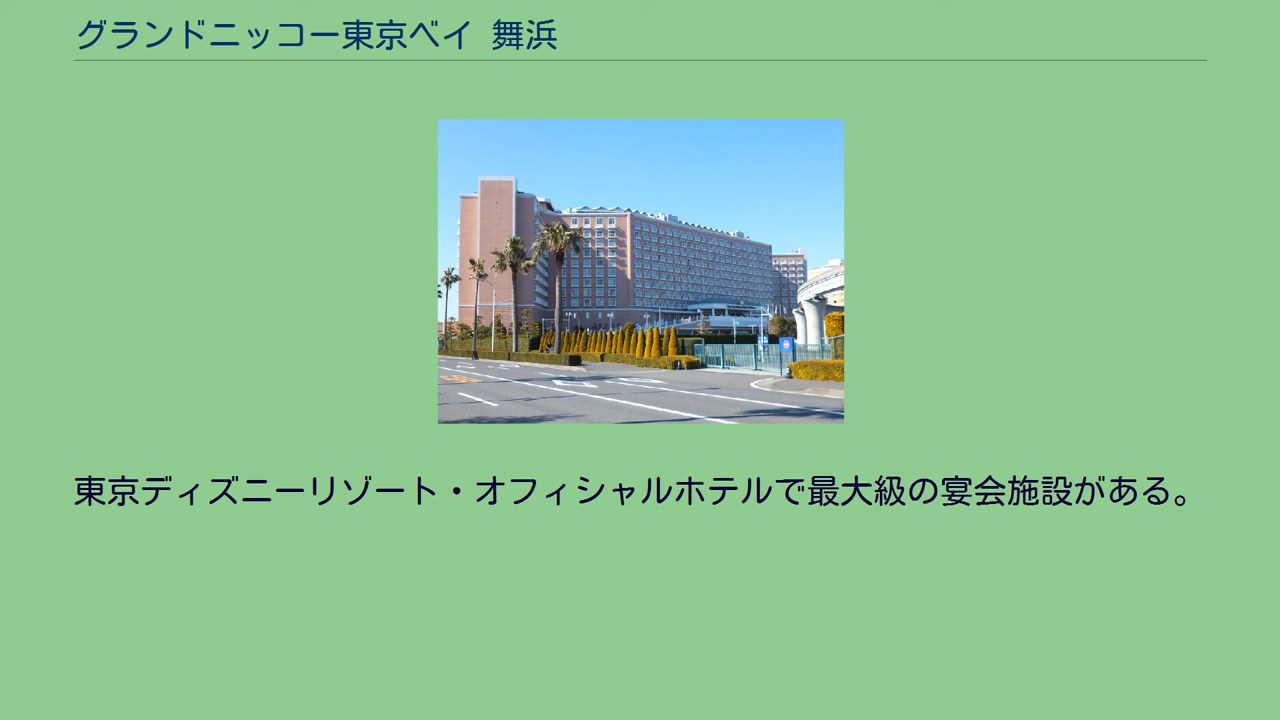 グランドニッコー東京ベイ 舞浜
東京ディズニーリゾート・オフィシャルホテルで最大級の宴会施設がある。